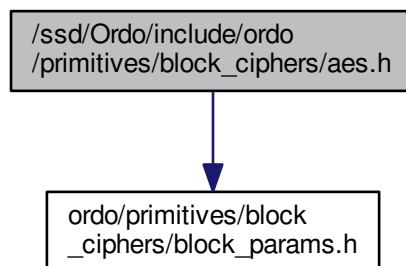 /ssd/Ordo/include/ordo
/primitives/block_ciphers/aes.h
ordo/primitives/block
_ciphers/block_params.h